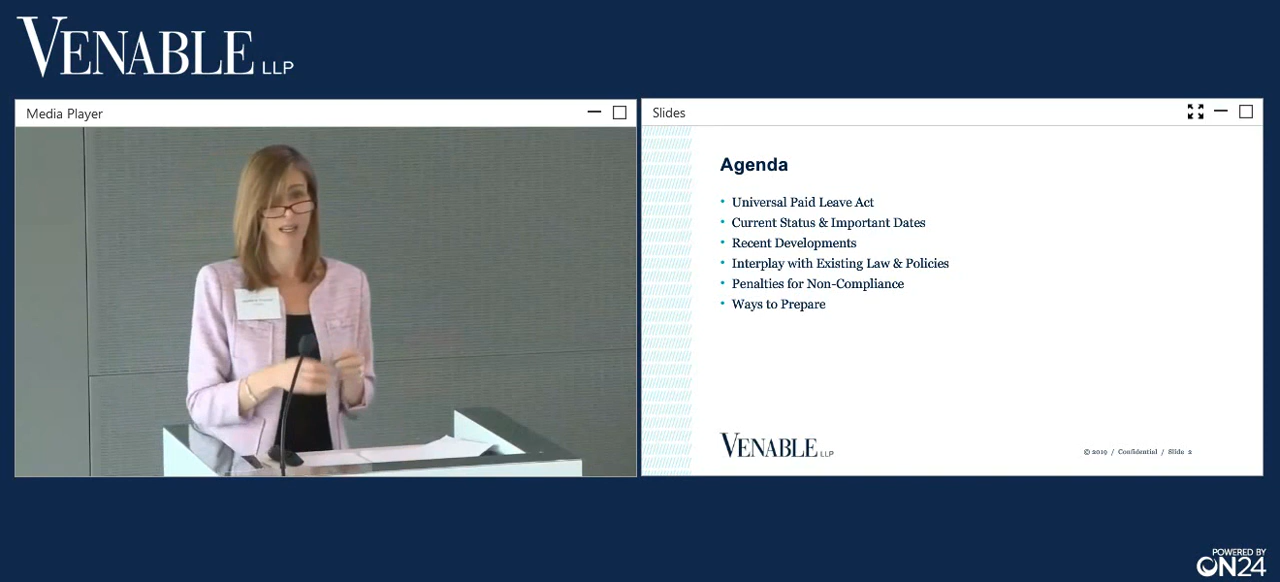 VENABLE LLP
Media Player
Slides
Agenda
• Universal Paid Leave Act
• Current Status & Important Dates
• Recent Developments
• Interplay with Existing Law & Policies
• Penalties for Non-Compliance
• Ways to Prepare
VENABLE LLP
© 2019 / Confidential / Slide 2
POWERED BY
ON24